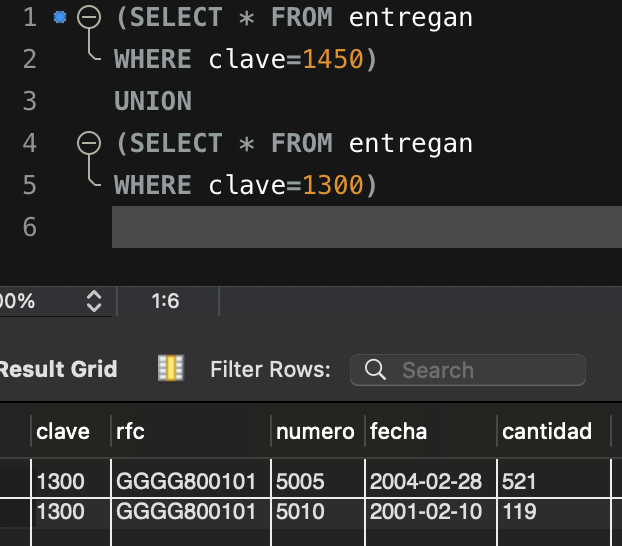 1 (SELECT * FROM entregan
2 WHERE clave=1450)
3 UNION
4 (SELECT * FROM entregan
5 WHERE clave=1300)
6
00% 1:6
Result Grid Filter Rows: Search
clave rfc numero fecha cantidad
1300 GGGG800101 5005 2004-02-28 521
1300 GGGG800101 5010 2001-02-10 119